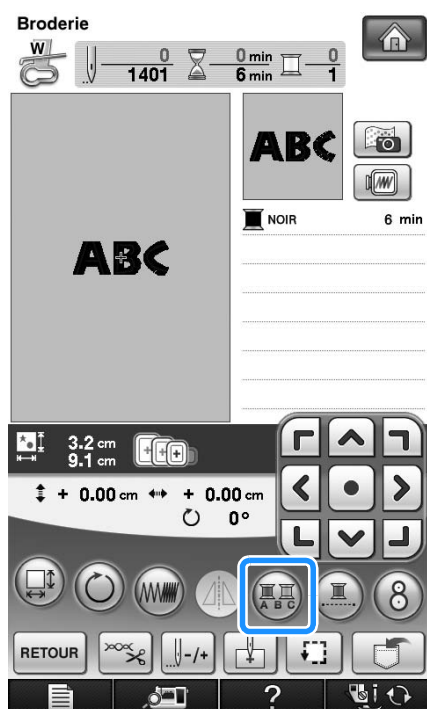 Broderie
W
0 0 min 0
1401 6 min 1
ABC
ABC
NOIR 6 min
3.2 cm
9.1 cm
+ 0.00 cm + 0.00 cm
0°
A B C
8
RETOUR -/+
? i